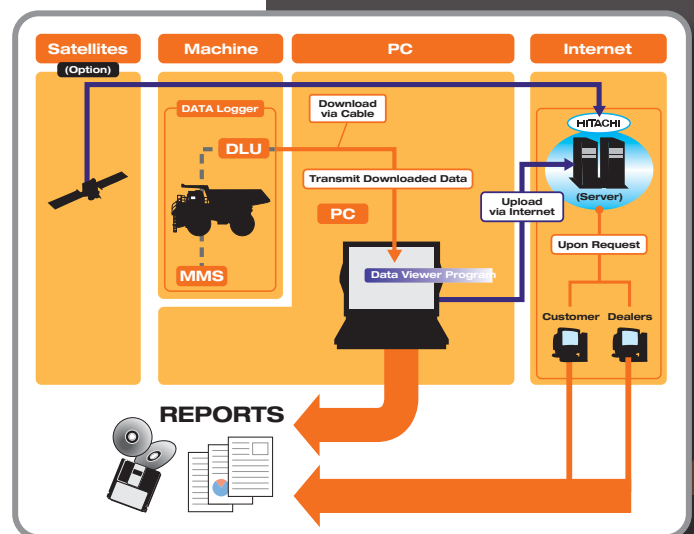 Satellites
(Option)
Machine
PC
Internet
DATA Logger
DLU
MMS
Download
via Cable
Transmit Downloaded Data
PC
Data Viewer Program
HITACHI
(Server)
Upload
via Internet
Upon Request
Customer
Dealers
REPORTS